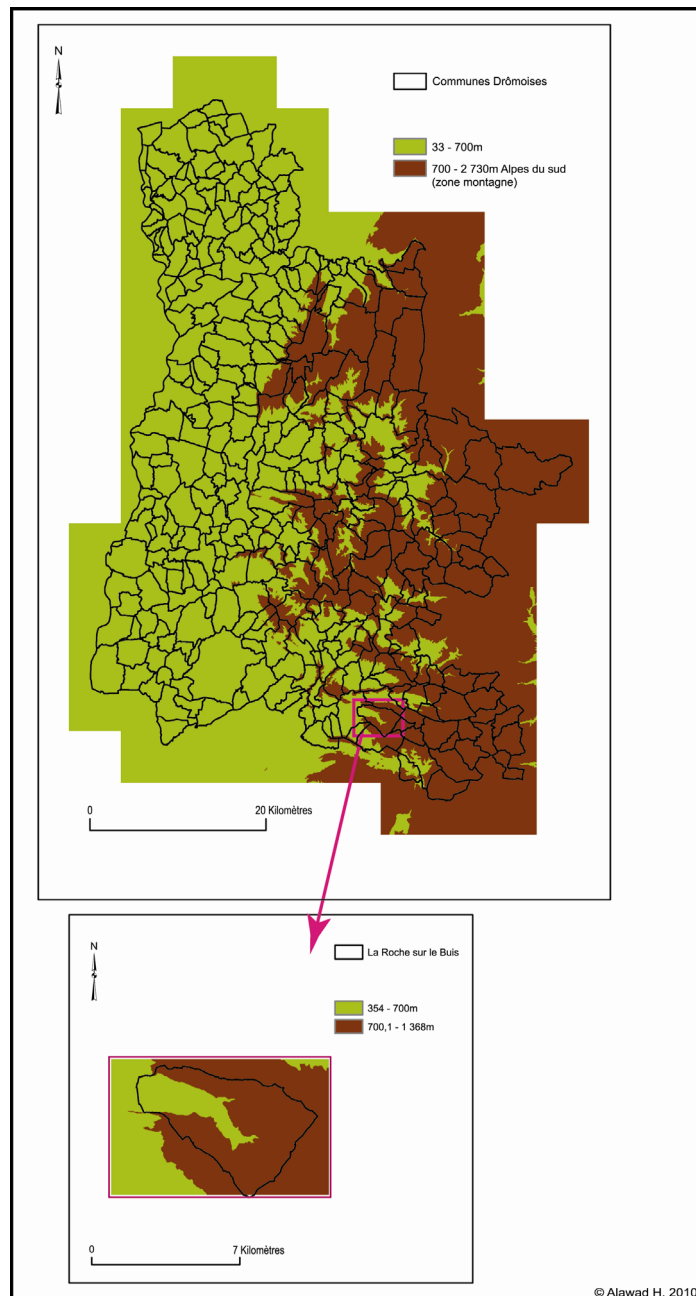 N
Communes Drômoises
33 - 700m
700 - 2 730m Alpes du sud
(zone montagne)
0
20 Kilomètres
N
La Roche sur le Buis
354 - 700m
700,1 - 1 368m
0
7 Kilomètres
© Alawad H. 2010